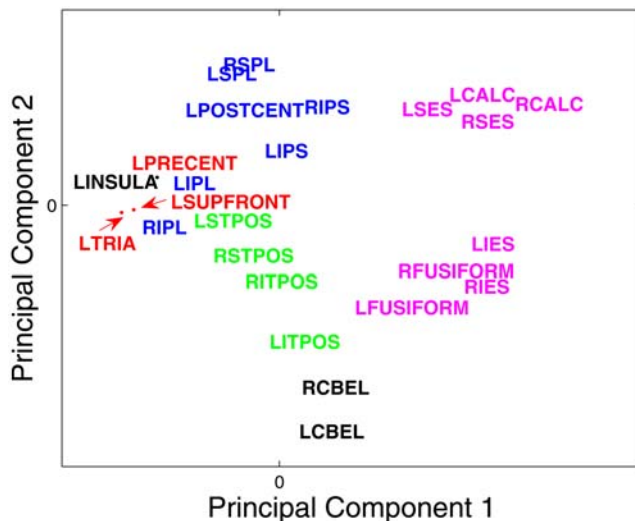 RSPL
LSPL
LPOSTCENT
RIPS
LCALC
LSES
RCALC
RSES
LIPS
LPRECENT
LINSULA
LIPL
LSUPFRONT
0
LSTPOS
RIPL
LTRIA
LIES
RSTPOS
RFUSIFORM
RITPOS
RIES
LFUSIFORM
LITPOS
RCBEL
LCBEL
0
Principal Component 1
Principal Component 2